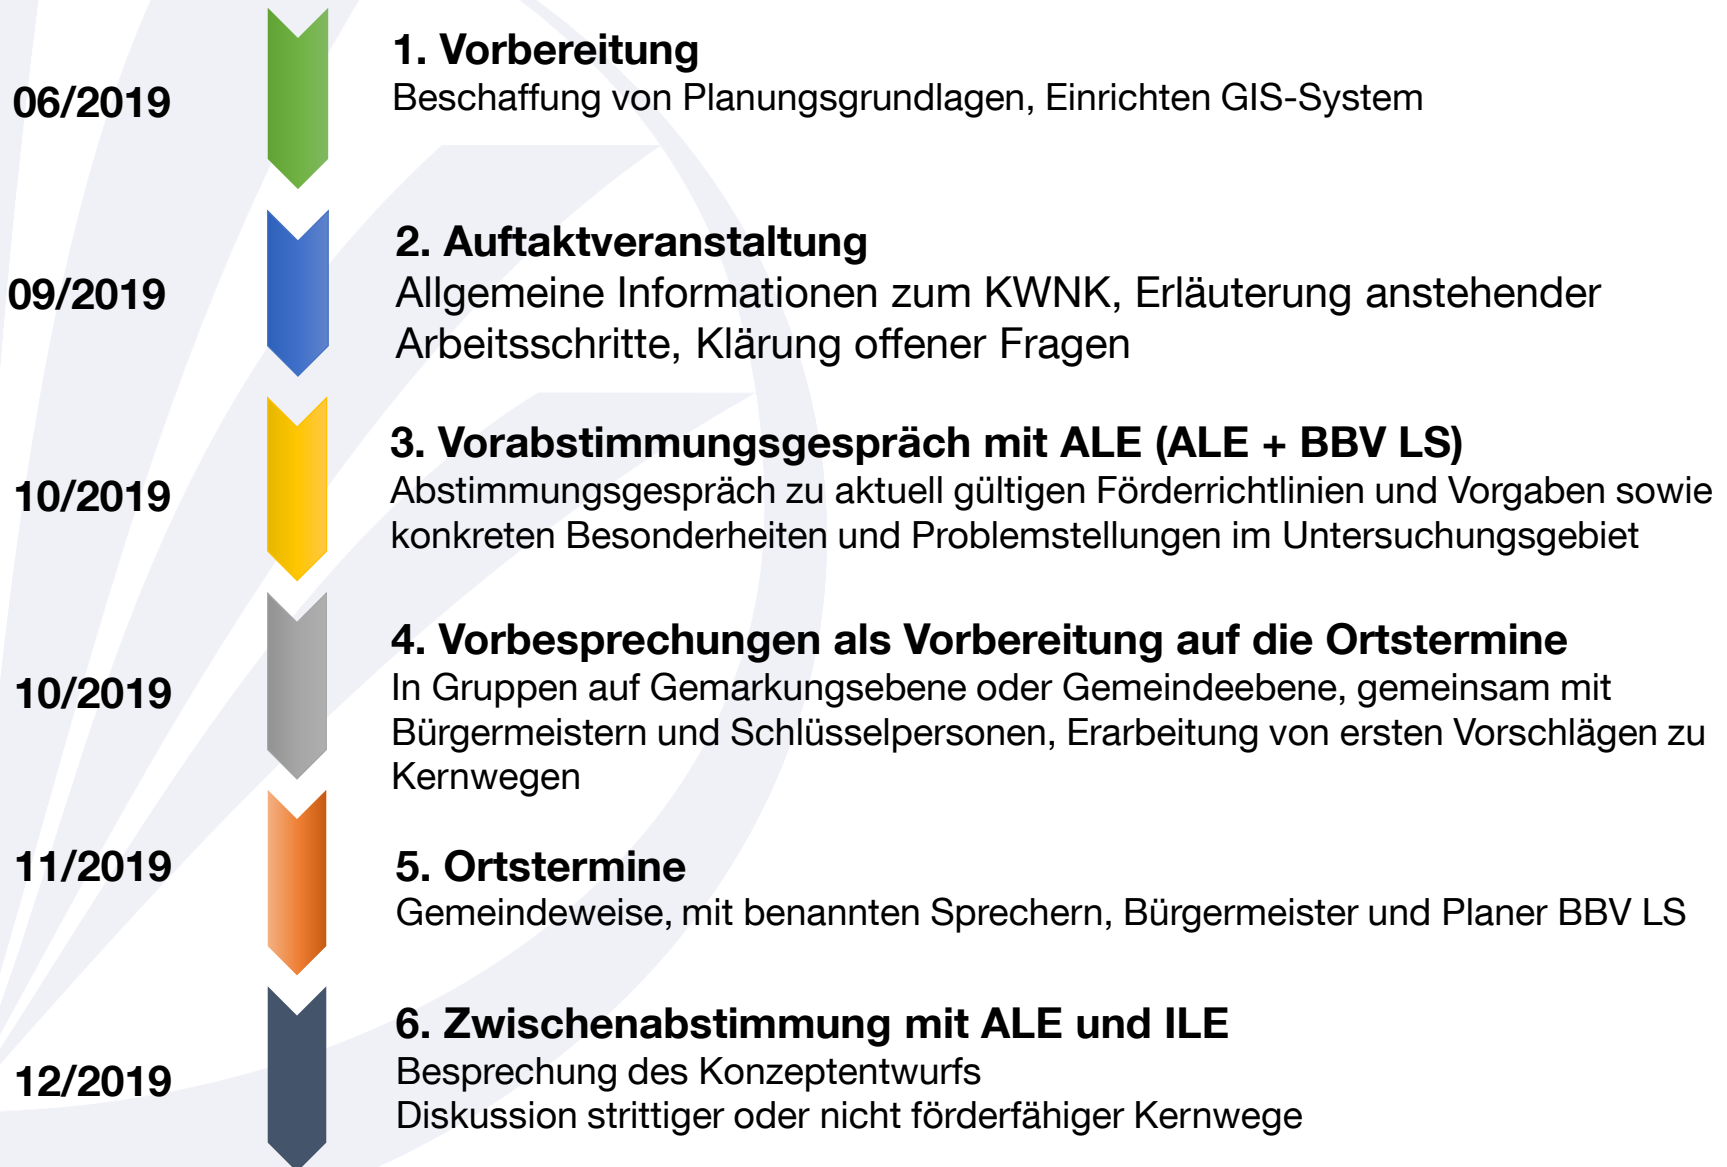 1. Vorbereitung
06/2019
Beschaffung von Planungsgrundlagen, Einrichten GIS-System
2. Auftaktveranstaltung
09/2019
Allgemeine Informationen zum KWNK, Erläuterung anstehender
Arbeitsschritte, Klärung offener Fragen
3. Vorabstimmungsgespräch mit ALE (ALE + BBV LS)
10/2019
Abstimmungsgespräch zu aktuell gültigen Förderrichtlinien und Vorgaben sowie
konkreten Besonderheiten und Problemstellungen im Untersuchungsgebiet
4. Vorbesprechungen als Vorbereitung auf die Ortstermine
10/2019
In Gruppen auf Gemarkungsebene oder Gemeindeebene, gemeinsam mit
Bürgermeistern und Schlüsselpersonen, Erarbeitung von ersten Vorschlägen zu
Kernwegen
11/2019
5. Ortstermine
Gemeindeweise, mit benannten Sprechern, Bürgermeister und Planer BBV LS
6. Zwischenabstimmung mit ALE und ILE
12/2019
Besprechung des Konzeptentwurfs
Diskussion strittiger oder nicht förderfähiger Kernwege